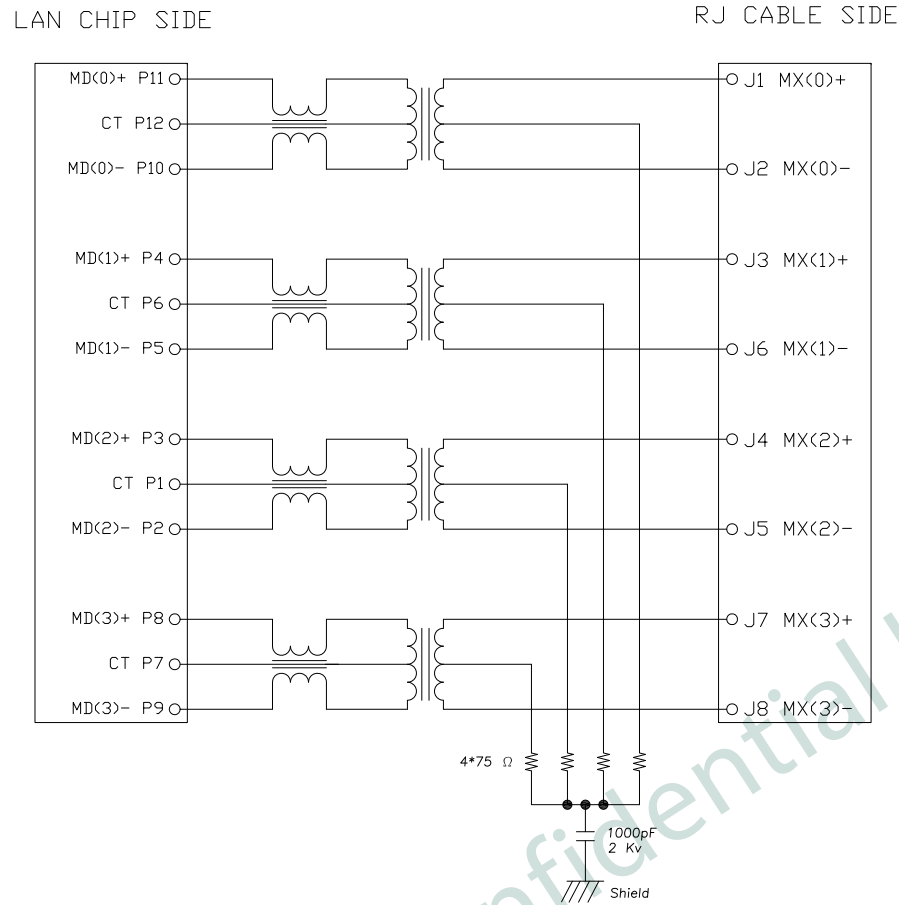 LAN CHIP SIDE
RJ CABLE SIDE
MD(0)+ P11
J1 MX(0)+
CT P12
MD(0)- P10
J2 MX(0)-
MD(1)+ P4
J3 MX(1)+
CT P6
MD(1)- P5
J6 MX(1)-
MD(2)+ P3
J4 MX(2)+
CT P1
MD(2)- P2
J5 MX(2)-
MD(3)+ P8
J7 MX(3)+
CT P7
MD(3)- P9
J8 MX(3)-
4*75 Ω
1000pF
2 Kv
Shield